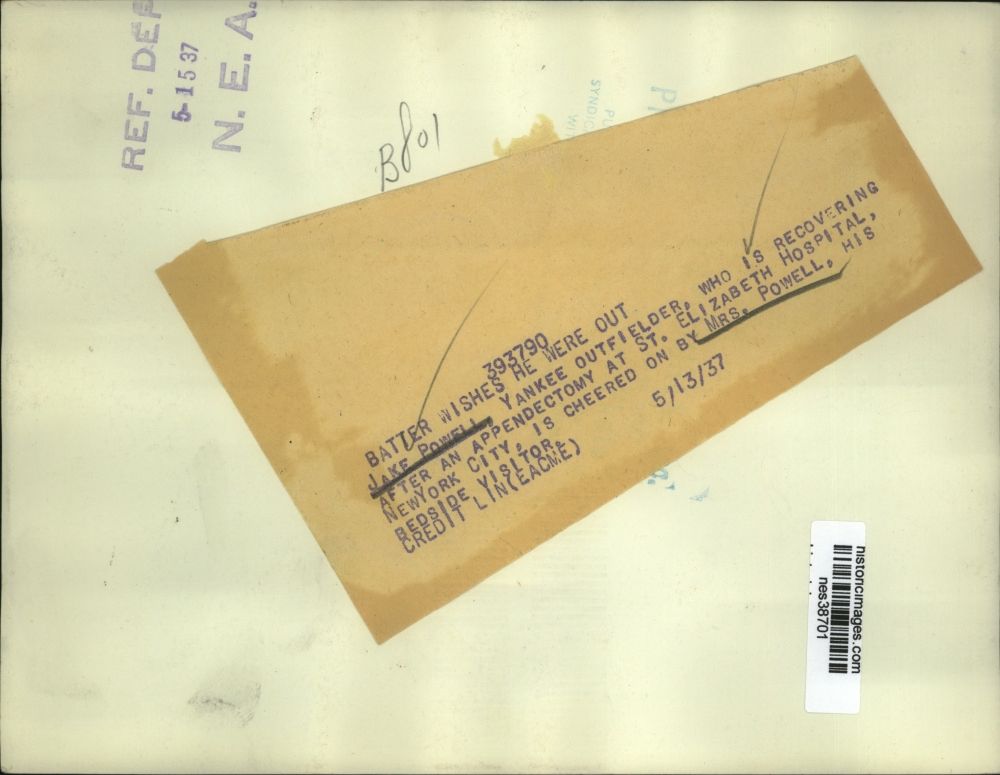 REF. DEP
5-15 37
N. E. A.
B801
393790
BATTER WISHES HE WERE OUT
JAKE POWELL, YANKEE OUTFIELDER, WHO IS RECOVERING
AFTER AN APPENDECTOMY AT ST. ELIZABETH HOSPITAL,
NEWYORK CITY, IS CHEERED ON BY MRS. POWELL, HIS
BEDSIDE VISITOR.
CREDIT LIN(EACME)
5/13/37
historicimages.com
nes38701